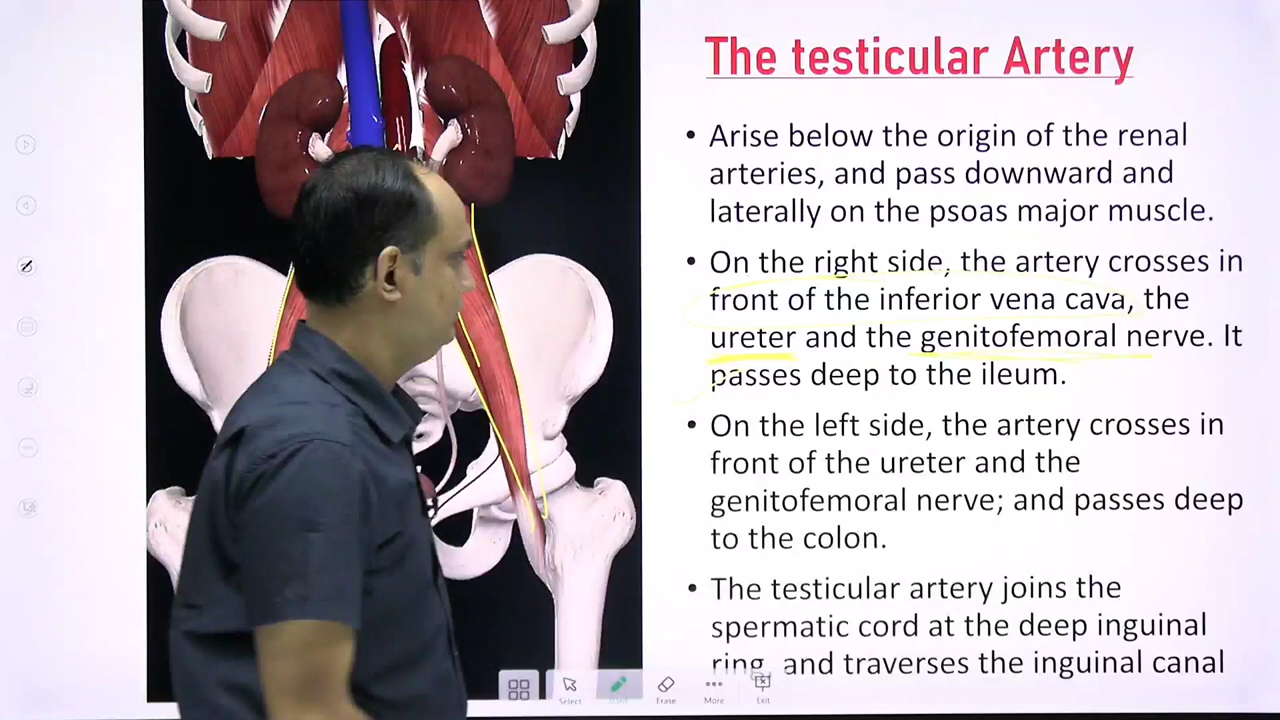 The testicular Artery
• Arise below the origin of the renal
arteries, and pass downward and
laterally on the psoas major muscle.
• On the right side, the artery crosses in
front of the inferior vena cava, the
ureter and the genitofemoral nerve. It
passes deep to the ileum.
• On the left side, the artery crosses in
front of the ureter and the
genitofemoral nerve; and passes deep
to the colon.
• The testicular artery joins the
spermatic cord at the deep inguinal
ring, and traverses the inguinal canal
Select
Erase
More
Exit